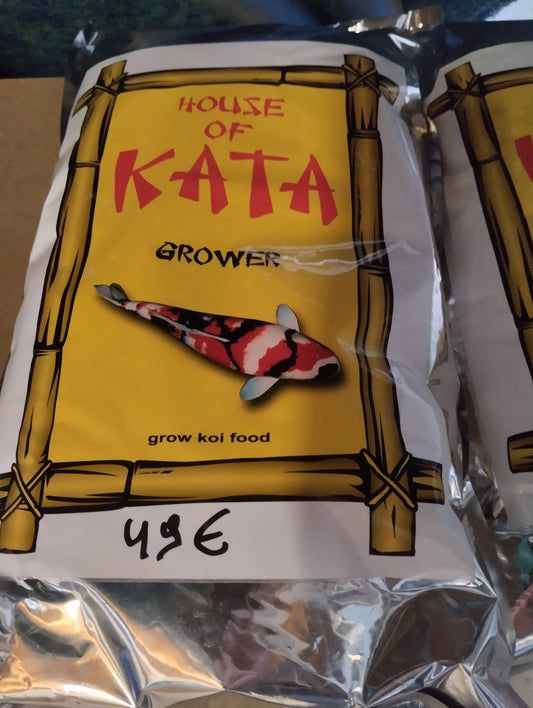 HOUSE
OF
KATA
GROWER
grow koi food
49€